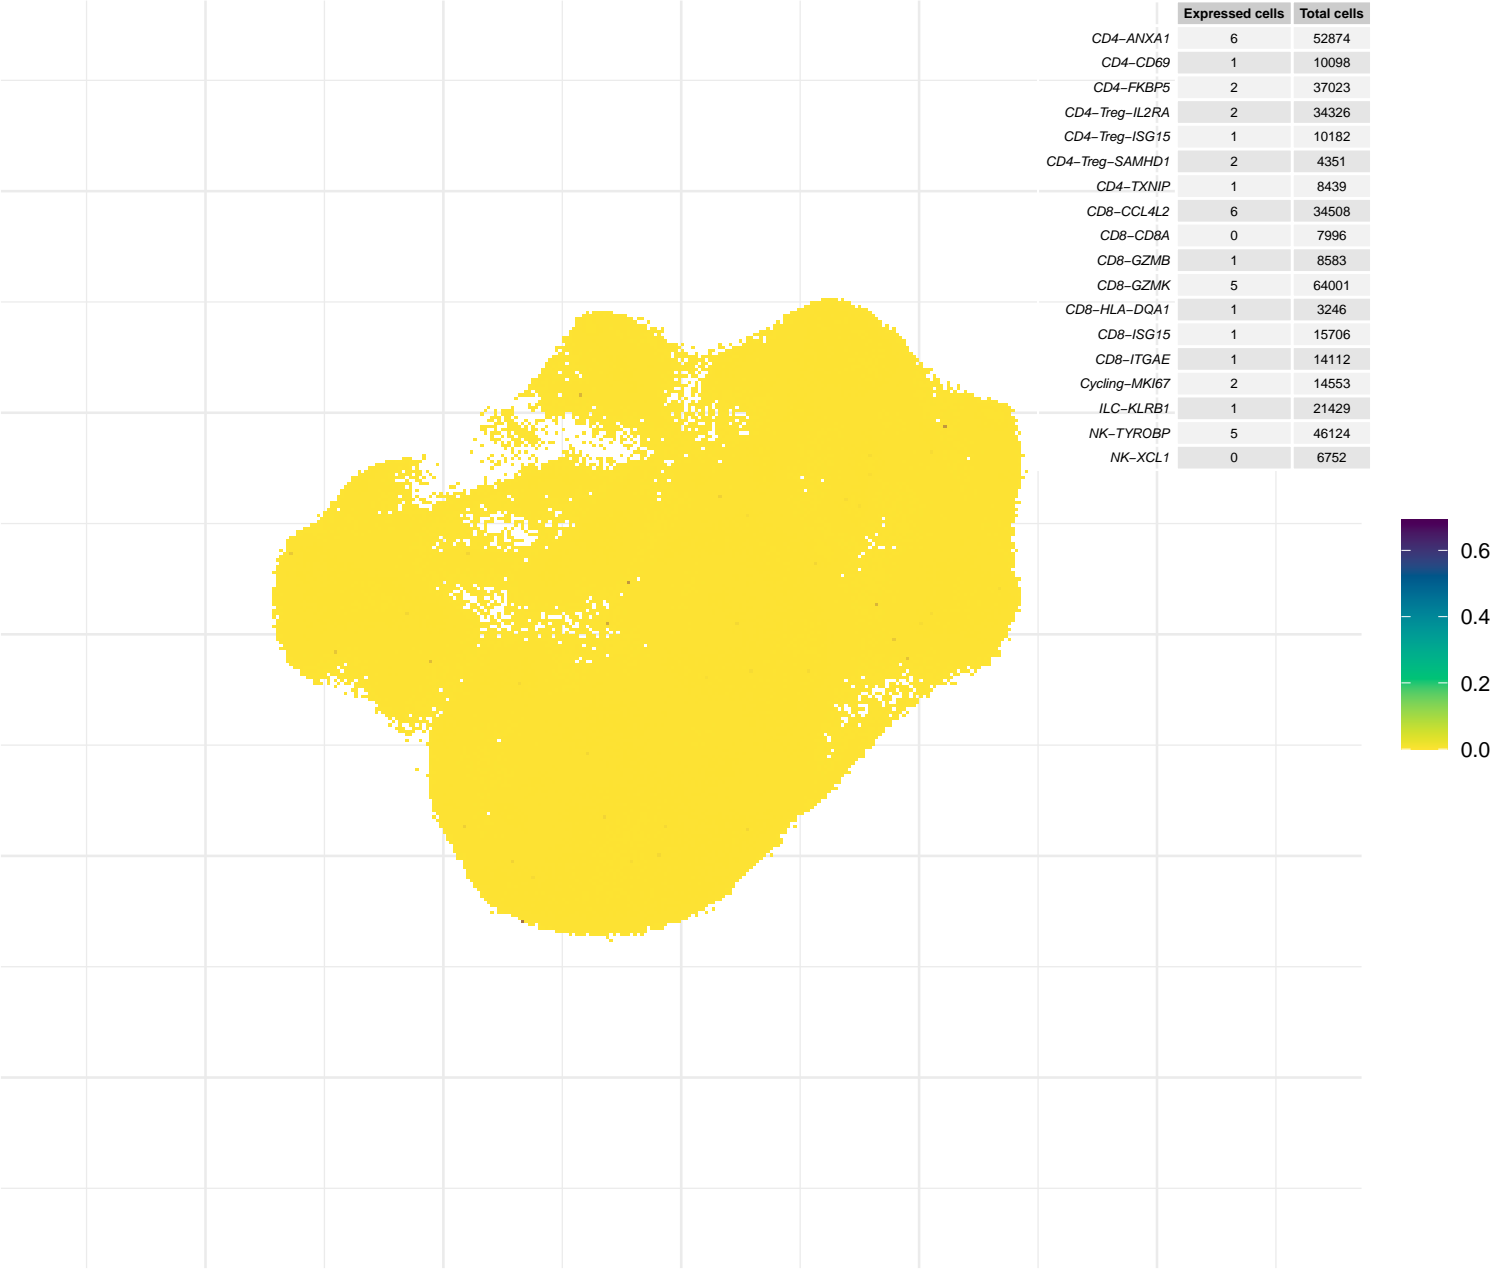 Expressed cells Total cells
CD4−ANXA1 6 52874
CD4−CD69 1 10098
CD4−FKBP5 2 37023
CD4−Treg−IL2RA 2 34326
CD4−Treg−ISG15 1 10182
CD4−Treg−SAMHD1 2 4351
CD4−TXNIP 1 8439
CD8−CCL4L2 6 34508
CD8−CD8A 0 7996
CD8−GZMB 1 8583
CD8−GZMK 5 64001
CD8−HLA−DQA1 1 3246
CD8−ISG15 1 15706
CD8−ITGAE 1 14112
Cycling−MKI67 2 14553
ILC−KLRB1 1 21429
NK−TYROBP 5 46124
NK−XCL1 0 6752
0.6
0.4
0.2
0.0